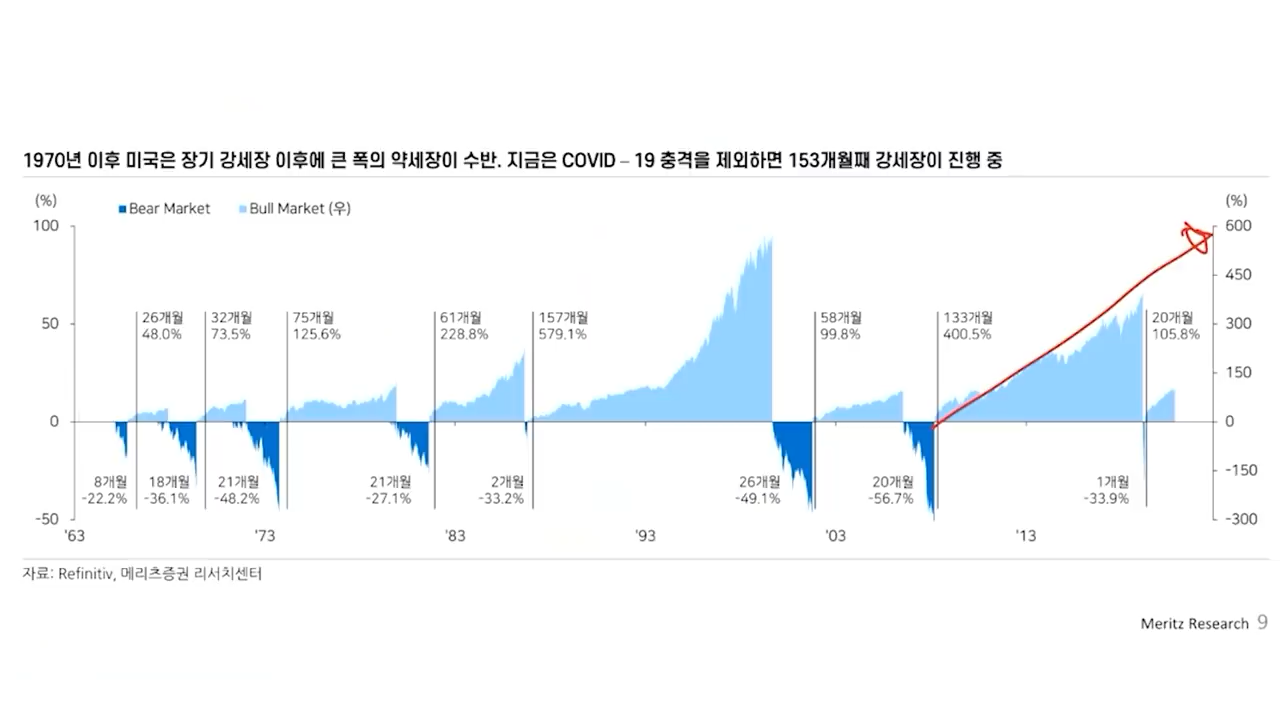 1970년 이후 미국은 장기 강세장 이후에 큰 폭의 약세장이 수반. 지금은 COVID – 19 충격을 제외하면 153개월째 강세장이 진행 중
(%)
(%)
Bear Market
Bull Market (우)
100
50
0
-50
600
450
300
150
0
-150
-300
26개월
48.0%
32개월
73.5%
75개월
125.6%
61개월
228.8%
157개월
579.1%
58개월
99.8%
133개월
400.5%
20개월
105.8%
8개월
-22.2%
18개월
-36.1%
21개월
-48.2%
21개월
-27.1%
2개월
-33.2%
26개월
-49.1%
20개월
-56.7%
1개월
-33.9%
'63
'73
'83
'93
'03
'13
자료: Refinitiv, 메리츠증권 리서치센터
Meritz Research 9